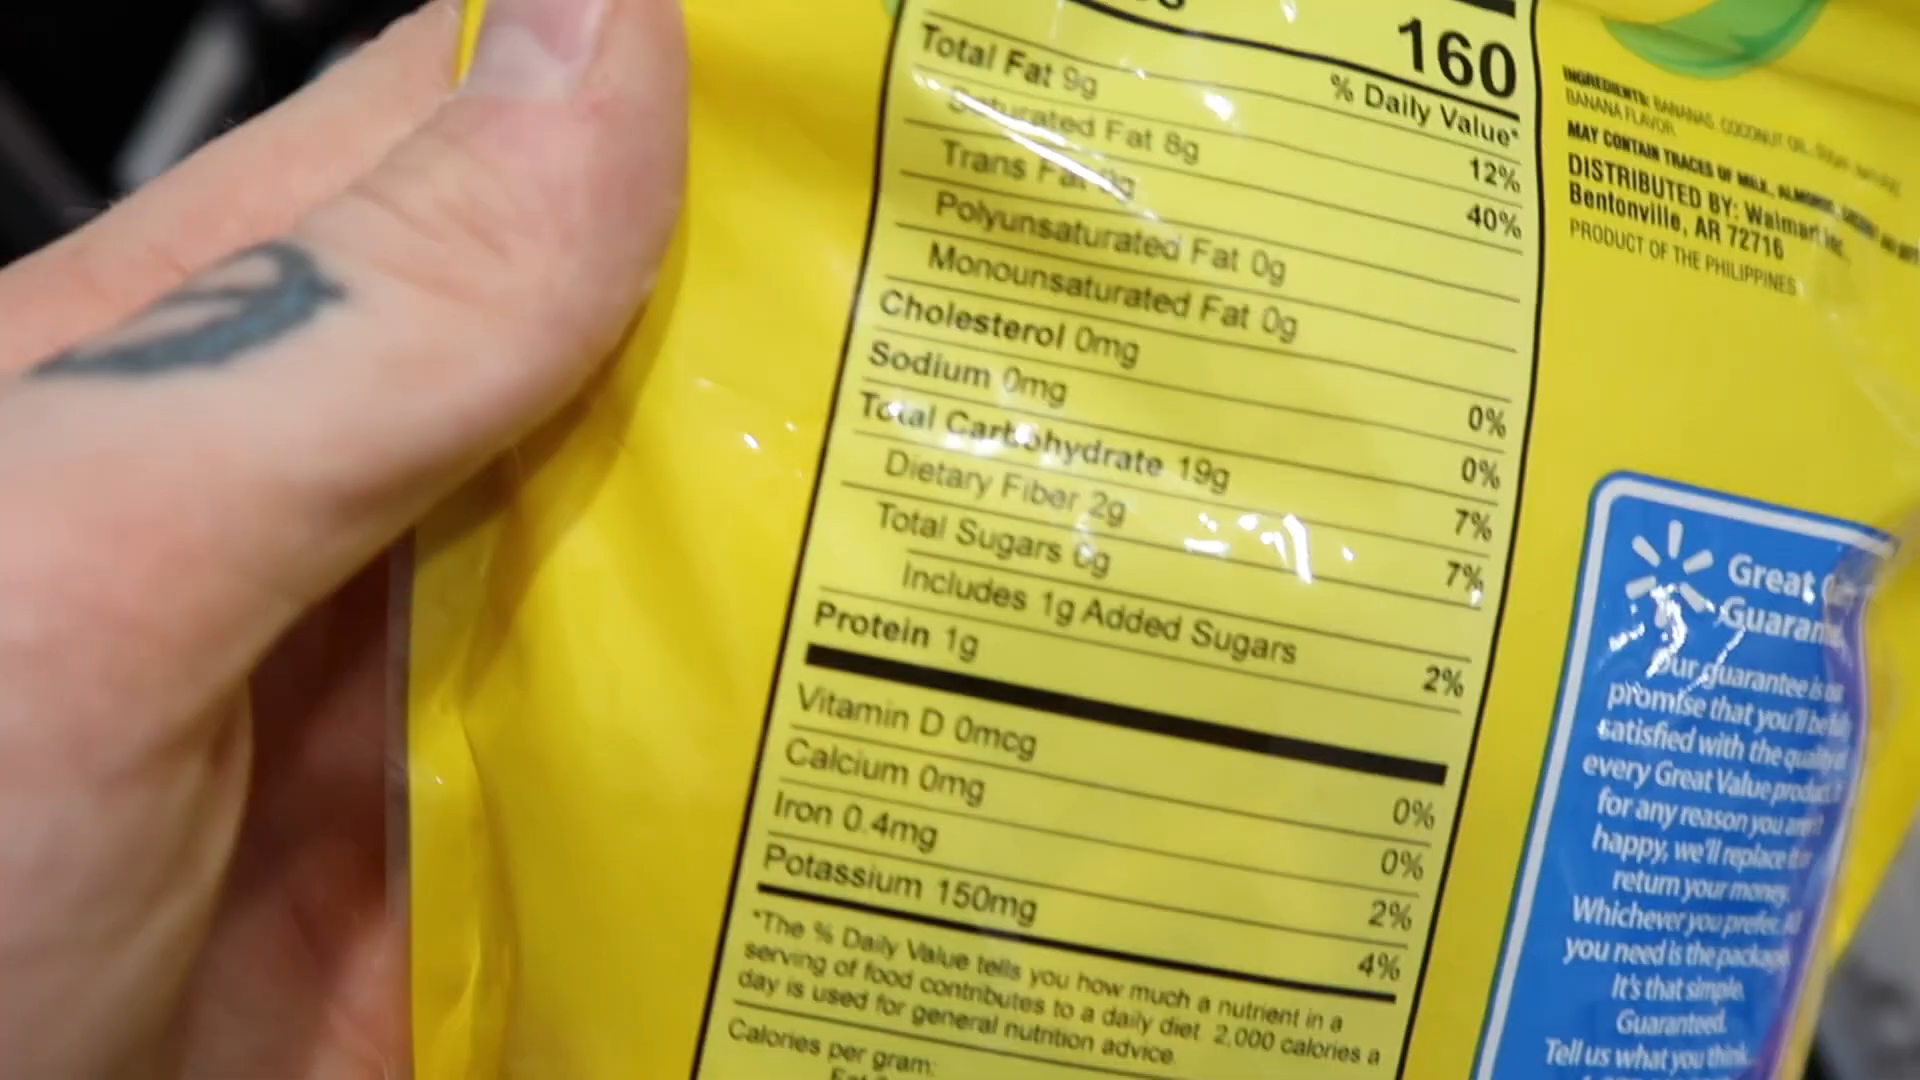 160
% Daily Value*
Total Fat 9g 12%
Saturated Fat 8g 40%
Trans Fat 0g
Polyunsaturated Fat 0g
Monounsaturated Fat 0g
Cholesterol 0mg 0%
Sodium 0mg 0%
Total Carbohydrate 19g 7%
Dietary Fiber 2g 7%
Total Sugars 6g
Includes 1g Added Sugars 2%
Protein 1g
Vitamin D 0mcg 0%
Calcium 0mg 0%
Iron 0.4mg 2%
Potassium 150mg 4%
*The % Daily Value tells you how much a nutrient in a
serving of food contributes to a daily diet 2,000 calories a
day is used for general nutrition advice
Calories per gram:
INGREDIENTS: BANANAS, COCONUT OIL,
BANANA FLAVOR
MAY CONTAIN TRACES OF MILK,
DISTRIBUTED BY: Walmart Inc.
Bentonville, AR 72716
PRODUCT OF THE PHILIPPINES
Great
Our guarantee is our
promise that you'll be
satisfied with the quality
every Great Value product.
for any reason you
happy, we'll replace
return your money.
Whichever you prefer.
you need is the
It's that simple.
Guaranteed.
Tell us what you think